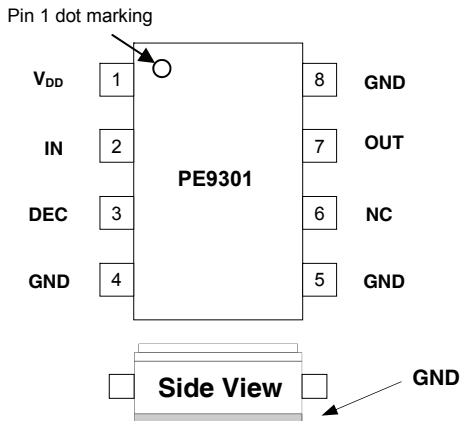 Pin 1 dot marking
VDD 1 8 GND
IN 2 7 OUT
PE9301
DEC 3 6 NC
GND 4 5 GND
Side View
GND